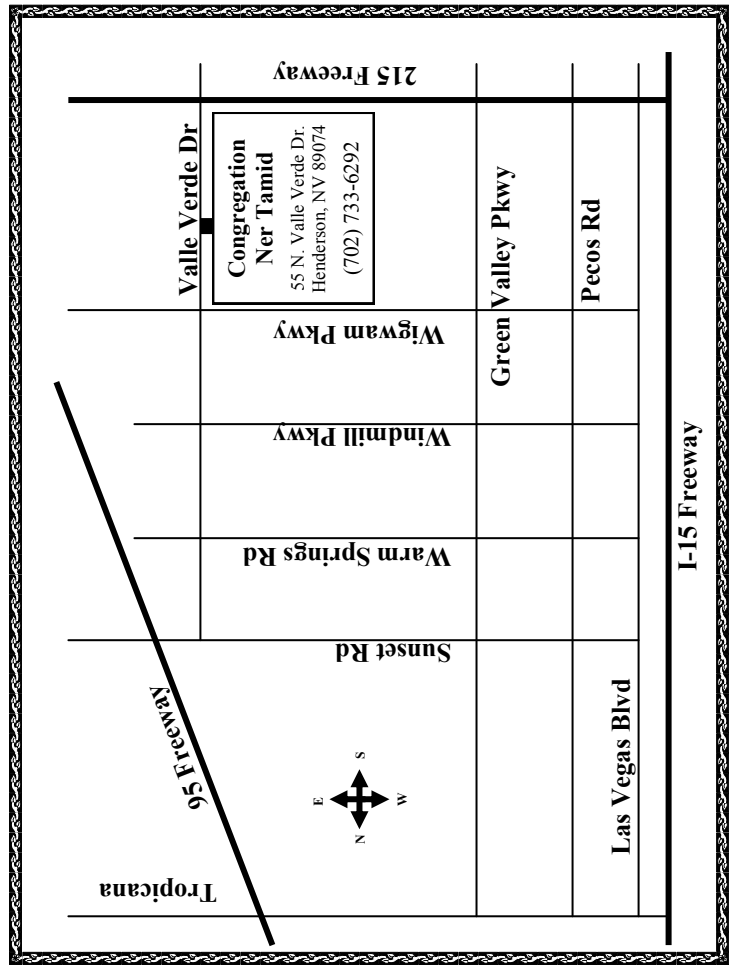 215 Freeway
Valle Verde Dr
Congregation
Ner Tamid
55 N. Valle Verde Dr.
Henderson, NV 89074
(702) 733-6292
Green Valley Pkwy
Pecos Rd
Wigwam Pkwy
Windmill Pkwy
Warm Springs Rd
I-15 Freeway
Sunset Rd
95 Freeway
Las Vegas Blvd
E
S
N
W
Tropicana